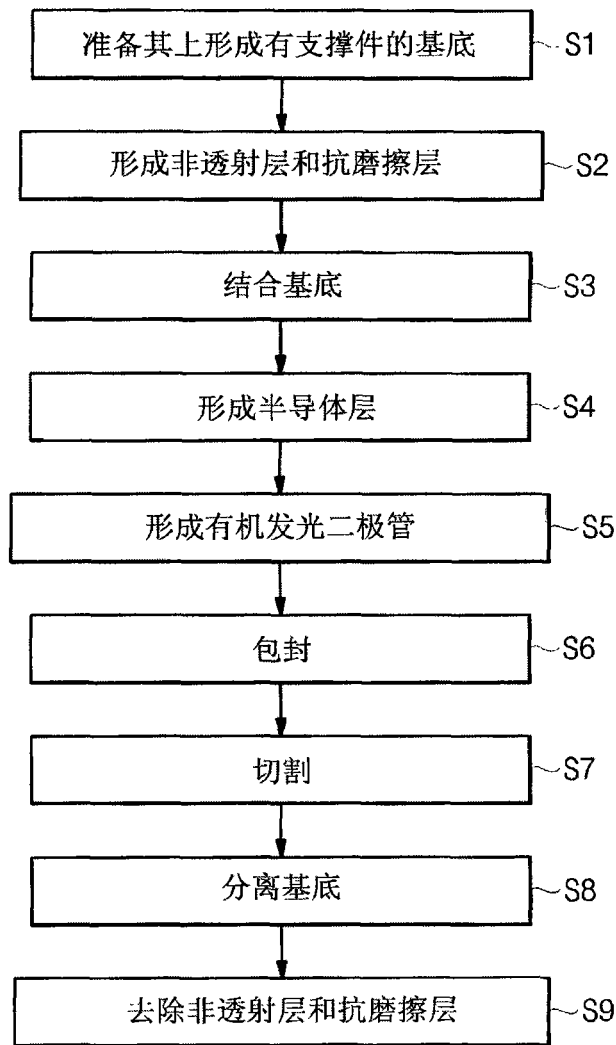 准备其上形成有支撑件的基底 S1
形成非透射层和抗磨擦层 S2
结合基底 S3
形成半导体层 S4
形成有机发光二极管 S5
包封 S6
切割 S7
分离基底 S8
去除非透射层和抗磨擦层 S9